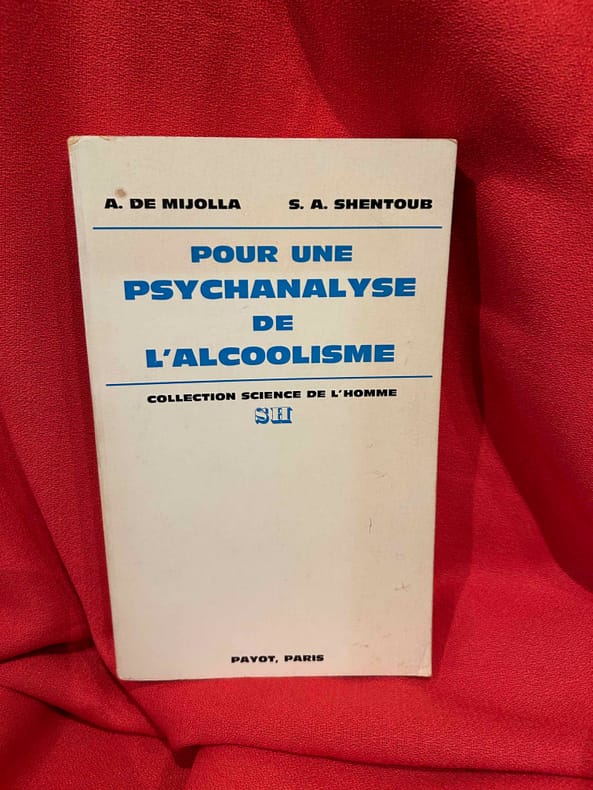 A. DE MIJOLLA S. A. SHENTOUB
POUR UNE
PSYCHANALYSE
DE
L'ALCOOLISME
COLLECTION SCIENCE DE L'HOMME
SH
PAYOT, PARIS